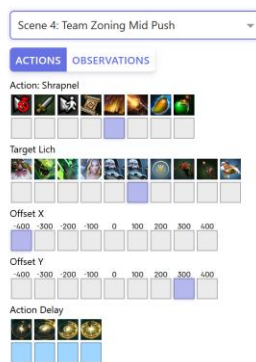 Scene 4: Team Zoning Mid Push
ACTIONS OBSERVATIONS
Action: Shrapnel
Target Lich
Offset X
-400 -300 -200 -100 0 100 200 300 400
Offset Y
-400 -300 -200 -100 0 100 200 300 400
Action Delay